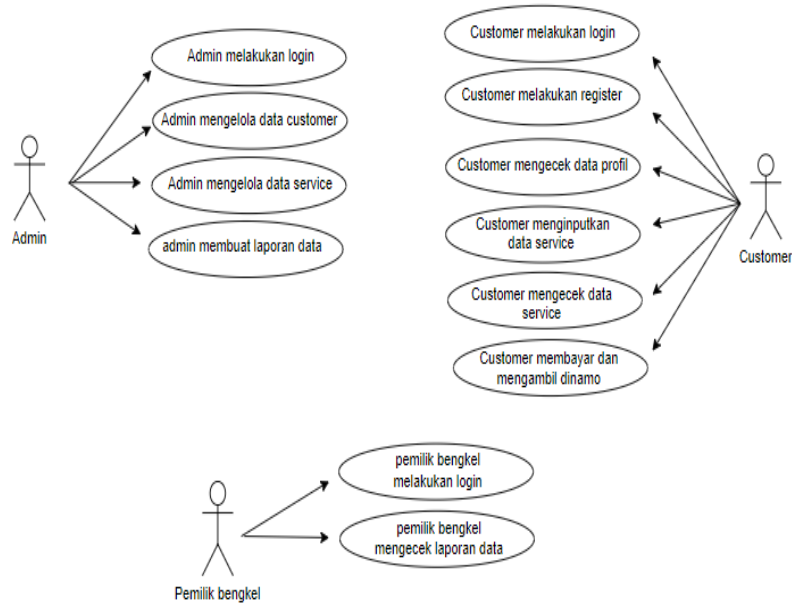 Admin melakukan login
Admin mengelola data customer
Admin mengelola data service
admin membuat laporan data
Admin
Customer melakukan login
Customer melakukan register
Customer mengecek data profil
Customer menginputkan
data service
Customer mengecek data
service
Customer membayar dan
mengambil dinamo
Customer
pemilik bengkel
melakukan login
pemilik bengkel
mengecek laporan data
Pemilik bengkel